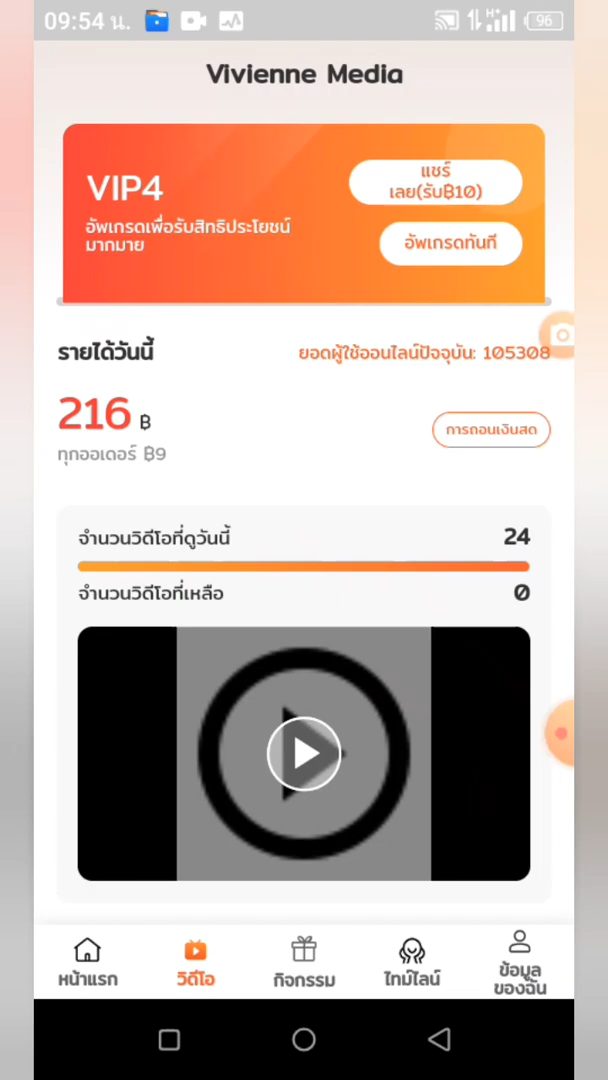 09:54 น.
H+
96
Vivienne Media
VIP4
อัพเกรดเพื่อรับสิทธิประโยชน์
มากมาย
แชร์
เลย(รับ฿10)
อัพเกรดทันที
รายได้วันนี้
ยอดผู้ใช้ออนไลน์ปัจจุบัน: 105308
216 ฿
ทุกออเดอร์ ฿9
การถอนเงินสด
จำนวนวิดีโอที่ดูวันนี้
24
จำนวนวิดีโอที่เหลือ
0
หน้าแรก
วิดีโอ
กิจกรรม
ไทม์ไลน์
ข้อมูล
ของฉัน